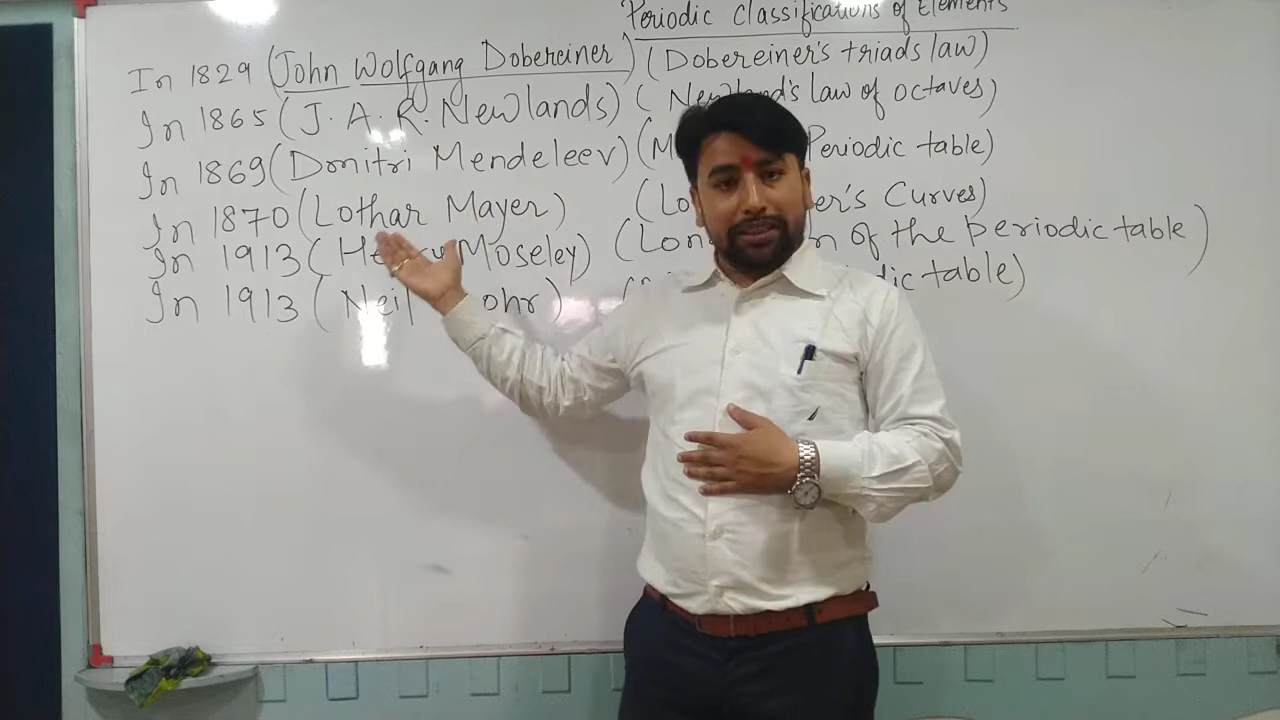 Periodic Classifications of Elements
In 1829 (John Wolfgang Dobereiner) (Dobereiner's triads law)
In 1865 (J. A. R. Newlands) (Newland's law of octaves)
In 1869 (Dmitri Mendeleev) (M Periodic table)
In 1870 (Lothar Mayer) (Lo er's Curves)
In 1913 (He y Moseley) (Lon n of the periodic table)
In 1913 (Neil ohr) ( dic table)